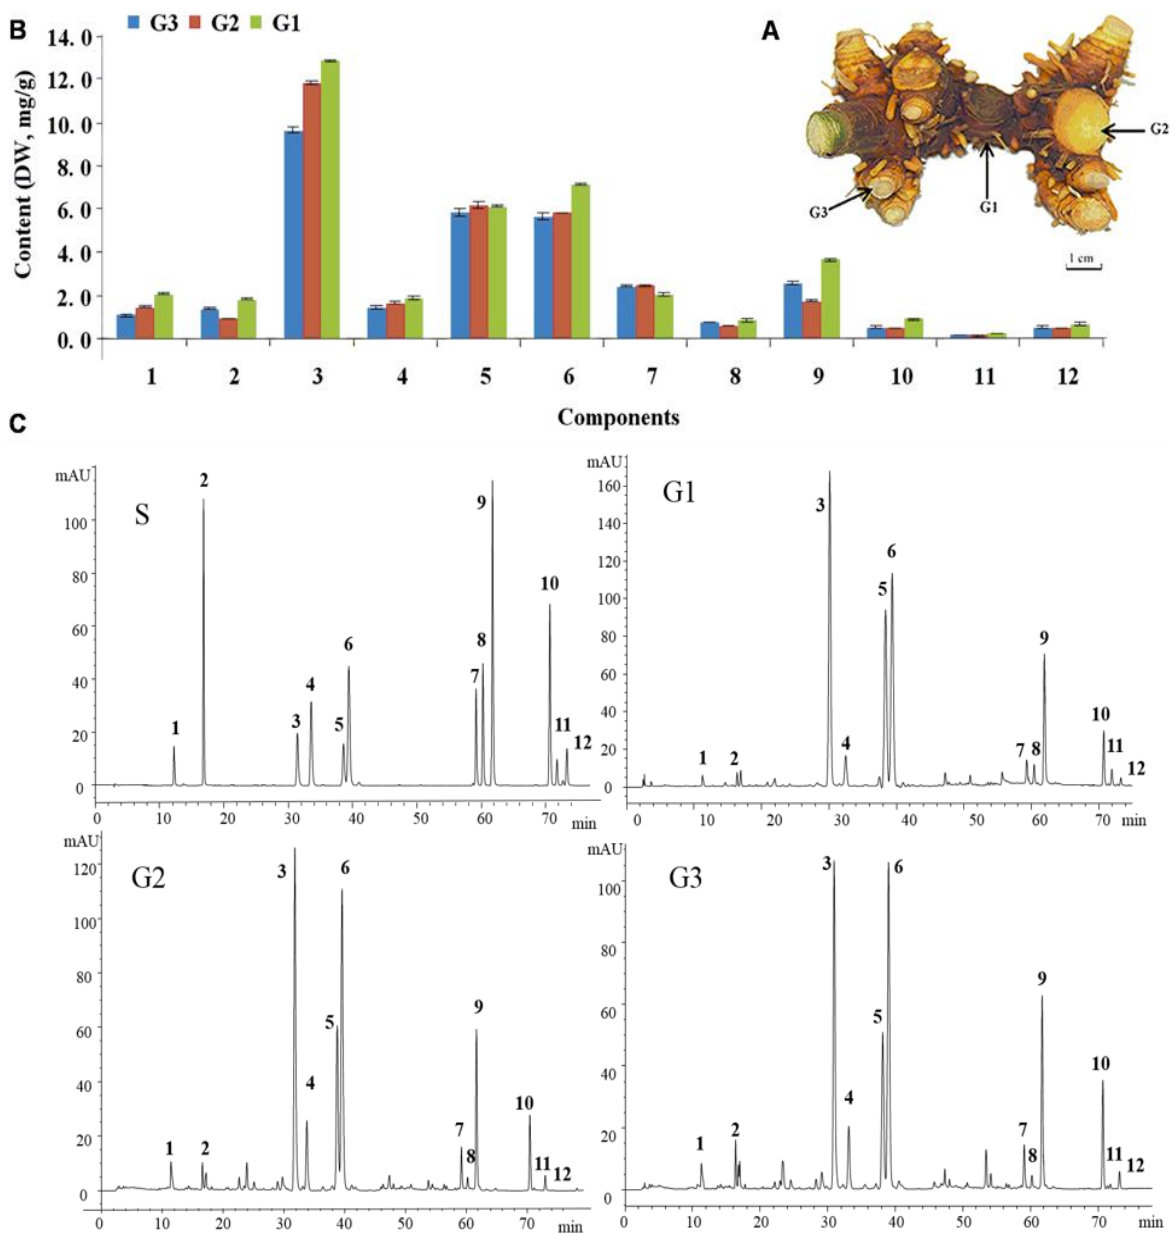 B
G3 G2 G1
A
Content (DW, mg/g)
14. 0
12. 0
10. 0
8. 0
6. 0
4. 0
2. 0
0. 0
1 2 3 4 5 6 7 8 9 10 11 12
Components
G2
G3
G1
1 cm
C
mAU
S
100
80
60
40
20
0
1 2 3 4 5 6 7 8 9 10 11 12
0 10 20 30 40 50 60 70 min
mAU
G1
160
140
120
100
80
60
40
20
0
1 2 3 4 5 6 7 8 9 10 11 12
0 10 20 30 40 50 60 70 min
mAU
G2
120
100
80
60
40
20
0
1 2 3 4 5 6 7 8 9 10 11 12
0 10 20 30 40 50 60 70 min
mAU
G3
100
80
60
40
20
0
1 2 3 4 5 6 7 8 9 10 11 12
0 10 20 30 40 50 60 70 min